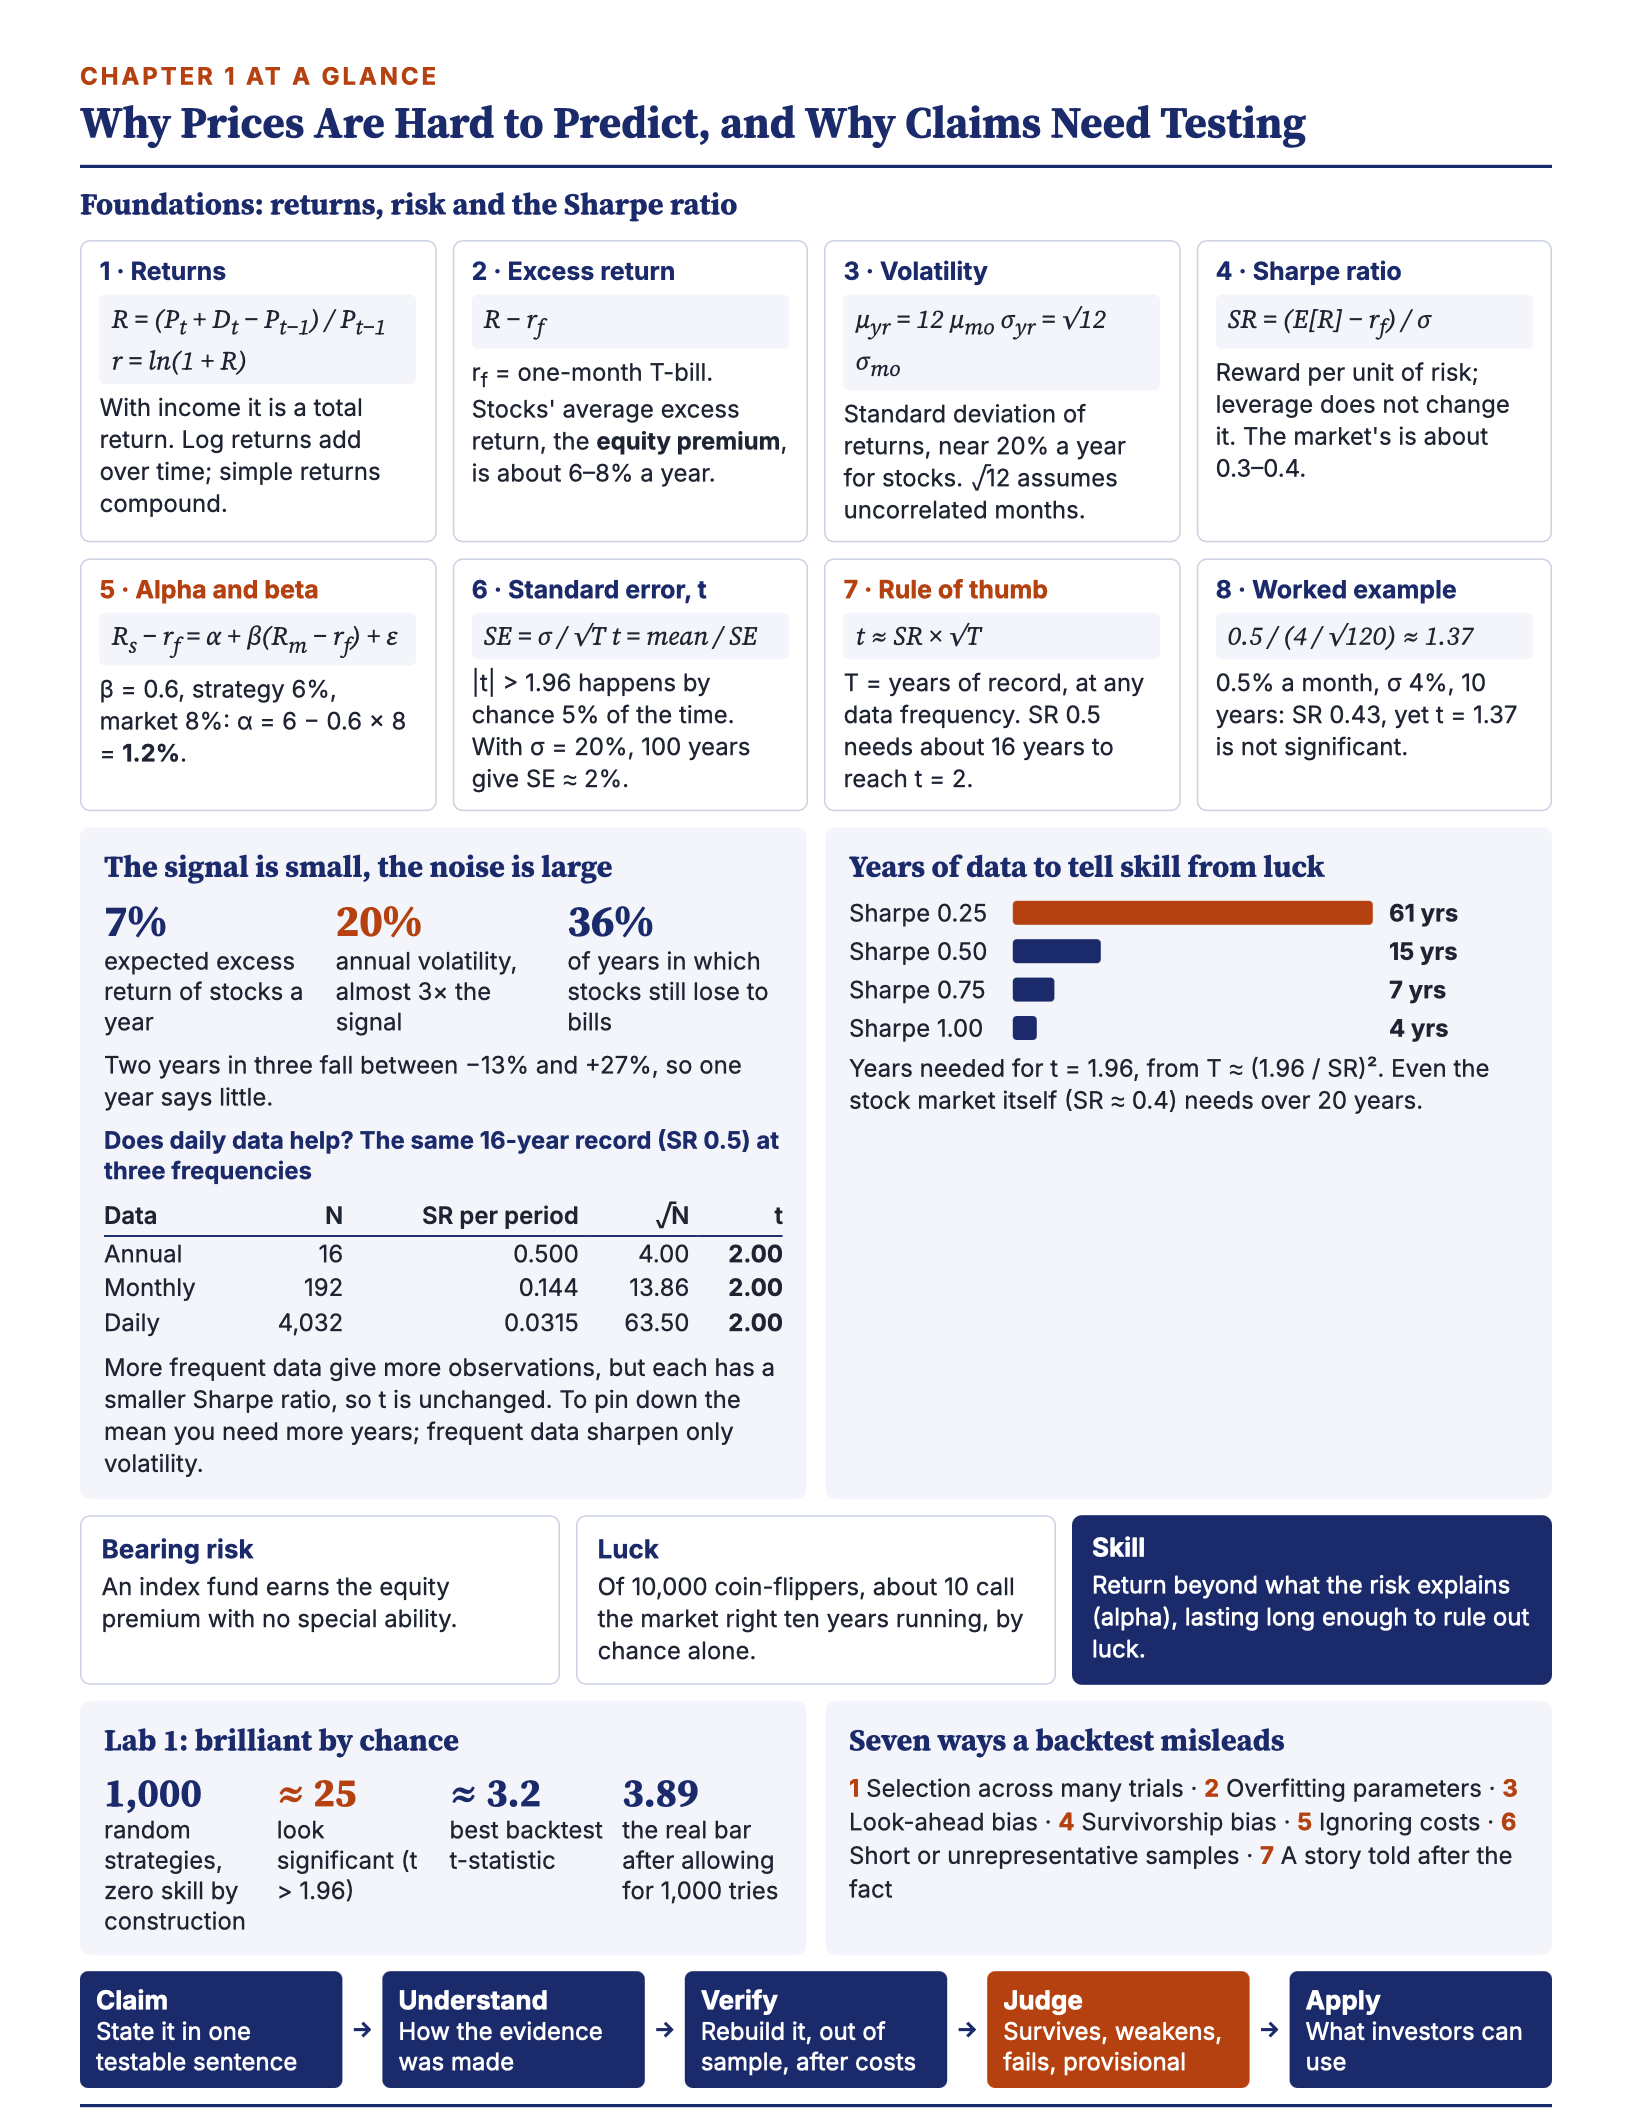 CHAPTER 1 AT A GLANCE
Why Prices Are Hard to Predict, and Why Claims Need Testing
Foundations: returns, risk and the Sharpe ratio
1 · Returns
R = (Pt + Dt − Pt−1) / Pt−1
r = ln(1 + R)
With income it is a total
return. Log returns add
over time; simple returns
compound.
2 · Excess return
R − rf
rf = one-month T-bill.
Stocks' average excess
return, the equity premium,
is about 6–8% a year.
3 · Volatility
μyr = 12 μmo σyr = √12
σmo
Standard deviation of
returns, near 20% a year
for stocks. √12 assumes
uncorrelated months.
4 · Sharpe ratio
SR = (E[R] − rf) / σ
Reward per unit of risk;
leverage does not change
it. The market's is about
0.3–0.4.
5 · Alpha and beta
Rs − rf = α + β(Rm − rf) + ε
β = 0.6, strategy 6%,
market 8%: α = 6 − 0.6 × 8
= 1.2%.
6 · Standard error, t
SE = σ / √T t = mean / SE
|t| > 1.96 happens by
chance 5% of the time.
With σ = 20%, 100 years
give SE ≈ 2%.
7 · Rule of thumb
t ≈ SR × √T
T = years of record, at any
data frequency. SR 0.5
needs about 16 years to
reach t = 2.
8 · Worked example
0.5 / (4 / √120) ≈ 1.37
0.5% a month, σ 4%, 10
years: SR 0.43, yet t = 1.37
is not significant.
The signal is small, the noise is large
7%
expected excess
return of stocks a
year
20%
annual volatility,
almost 3× the
signal
36%
of years in which
stocks still lose to
bills
Two years in three fall between −13% and +27%, so one
year says little.
Does daily data help? The same 16-year record (SR 0.5) at
three frequencies
Data N SR per period √N t
Annual 16 0.500 4.00 2.00
Monthly 192 0.144 13.86 2.00
Daily 4,032 0.0315 63.50 2.00
More frequent data give more observations, but each has a
smaller Sharpe ratio, so t is unchanged. To pin down the
mean you need more years; frequent data sharpen only
volatility.
Years of data to tell skill from luck
Sharpe 0.25 61 yrs
Sharpe 0.50 15 yrs
Sharpe 0.75 7 yrs
Sharpe 1.00 4 yrs
Years needed for t = 1.96, from T ≈ (1.96 / SR)². Even the
stock market itself (SR ≈ 0.4) needs over 20 years.
Bearing risk
An index fund earns the equity
premium with no special ability.
Luck
Of 10,000 coin-flippers, about 10 call
the market right ten years running, by
chance alone.
Skill
Return beyond what the risk explains
(alpha), lasting long enough to rule out
luck.
Lab 1: brilliant by chance
1,000
random
strategies,
zero skill by
construction
≈ 25
look
significant (t
> 1.96)
≈ 3.2
best backtest
t-statistic
3.89
the real bar
after allowing
for 1,000 tries
Seven ways a backtest misleads
1 Selection across many trials · 2 Overfitting parameters · 3
Look-ahead bias · 4 Survivorship bias · 5 Ignoring costs · 6
Short or unrepresentative samples · 7 A story told after the
fact
Claim
State it in one
testable sentence
→
Understand
How the evidence
was made
→
Verify
Rebuild it, out of
sample, after costs
→
Judge
Survives, weakens,
fails, provisional
→
Apply
What investors can
use